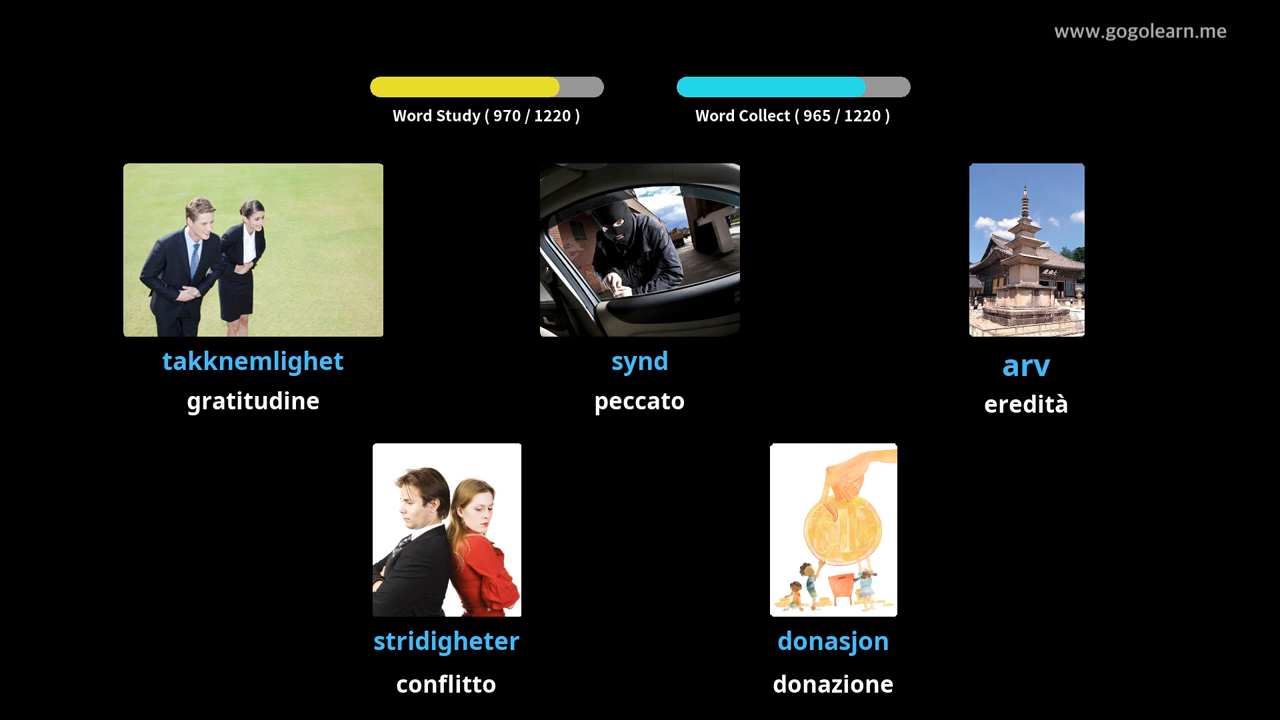 www.gogolearn.me
Word Study ( 970 / 1220 )
Word Collect ( 965 / 1220 )
takknemlighet
gratitudine
synd
peccato
arv
eredità
stridigheter
conflitto
donasjon
donazione